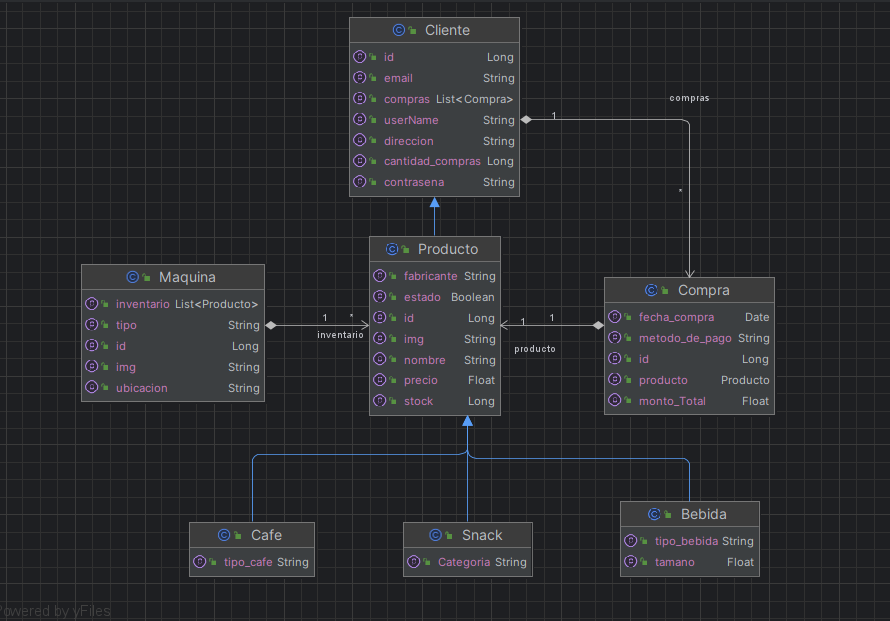 Cliente
id Long
email String
compras List<Compra>
userName String
direccion String
cantidad_compras Long
contrasena String
1
compras
*
Producto
fabricante String
estado Boolean
id Long
img String
nombre String
precio Float
stock Long
Maquina
inventario List<Producto>
tipo String
id Long
img String
ubicacion String
1 *
inventario
Compra
fecha_compra Date
metodo_de_pago String
id Long
producto Producto
monto_Total Float
1 1
producto
Cafe
tipo_cafe String
Snack
Categoria String
Bebida
tipo_bebida String
tamano Float
owered by yFiles